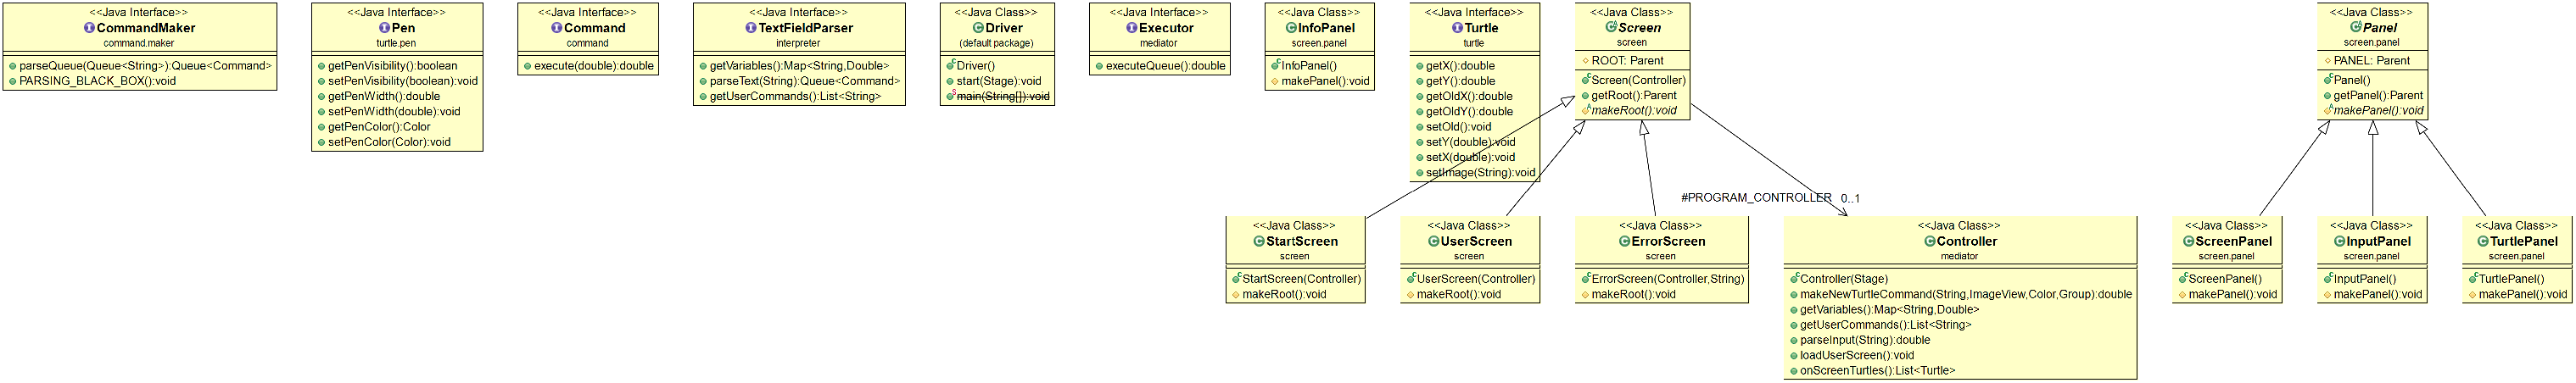 <<Java Interface>>
CommandMaker
command.maker
parseQueue(Queue<String>):Queue<Command>
PARSING_BLACK_BOX():void
<<Java Interface>>
Pen
turtle.pen
getPenVisibility():boolean
setPenVisibility(boolean):void
getPenWidth():double
setPenWidth(double):void
getPenColor():Color
setPenColor(Color):void
<<Java Interface>>
Command
command
execute(double):double
<<Java Interface>>
TextFieldParser
interpreter
getVariables():Map<String,Double>
parseText(String):Queue<Command>
getUserCommands():List<String>
<<Java Class>>
Driver
(default package)
Driver()
start(Stage):void
main(String[]):void
<<Java Interface>>
Executor
mediator
executeQueue():double
<<Java Class>>
InfoPanel
screen.panel
InfoPanel()
makePanel():void
<<Java Interface>>
Turtle
turtle
getX():double
getY():double
getOldX():double
getOldY():double
setOld():void
setY(double):void
setX(double):void
setImage(String):void
<<Java Class>>
Screen
screen
ROOT: Parent
Screen(Controller)
getRoot():Parent
makeRoot():void
<<Java Class>>
Panel
screen.panel
PANEL: Parent
Panel()
getPanel():Parent
makePanel():void
#PROGRAM_CONTROLLER 0..1
<<Java Class>>
StartScreen
screen
StartScreen(Controller)
makeRoot():void
<<Java Class>>
UserScreen
screen
UserScreen(Controller)
makeRoot():void
<<Java Class>>
ErrorScreen
screen
ErrorScreen(Controller,String)
makeRoot():void
<<Java Class>>
Controller
mediator
Controller(Stage)
makeNewTurtleCommand(String,ImageView,Color,Group):double
getVariables():Map<String,Double>
getUserCommands():List<String>
parseInput(String):double
loadUserScreen():void
onScreenTurtles():List<Turtle>
<<Java Class>>
ScreenPanel
screen.panel
ScreenPanel()
makePanel():void
<<Java Class>>
InputPanel
screen.panel
InputPanel()
makePanel():void
<<Java Class>>
TurtlePanel
screen.panel
TurtlePanel()
makePanel():void